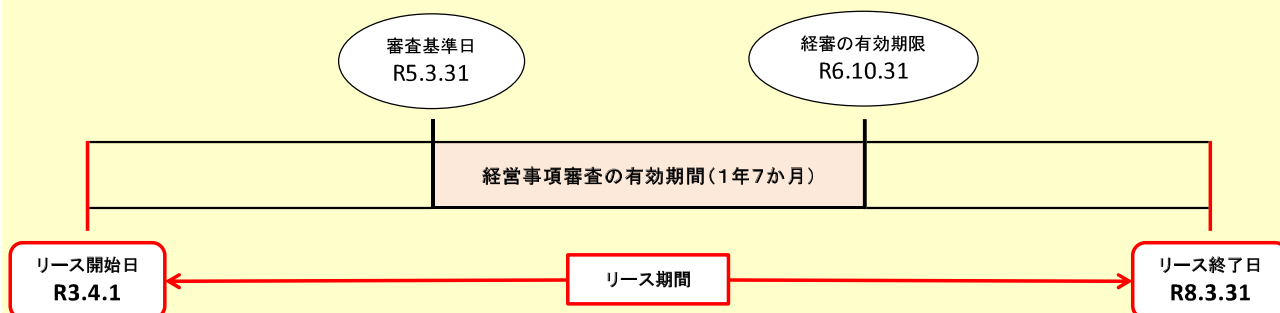 審査基準日
R5.3.31
経審の有効期限
R6.10.31
経営事項審査の有効期間(1年7か月)
リース開始日
R3.4.1
リース期間
リース終了日
R8.3.31